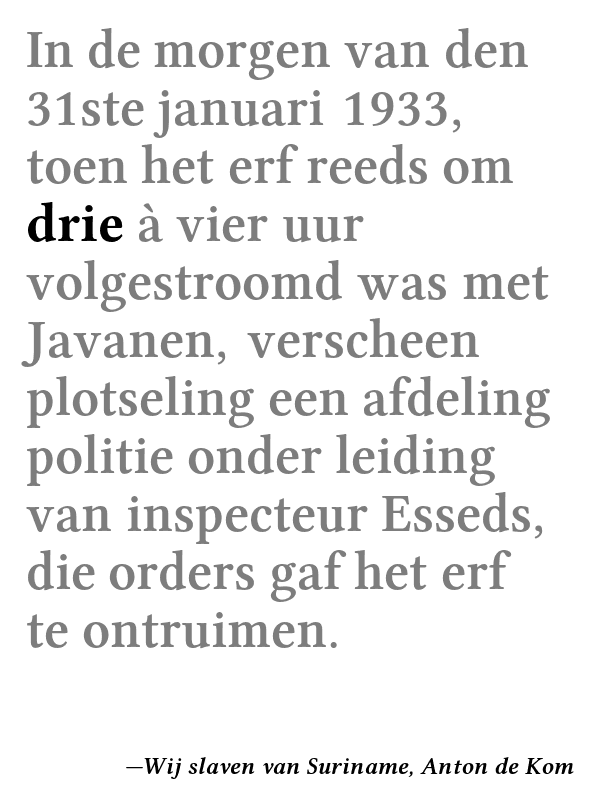 In de morgen van den
31ste januari 1933,
toen het erf reeds om
drie à vier uur
volgestroomd was met
Javanen, verscheen
plotseling een afdeling
politie onder leiding
van inspecteur Esseds,
die orders gaf het erf
te ontruimen.
—Wij slaven van Suriname, Anton de Kom